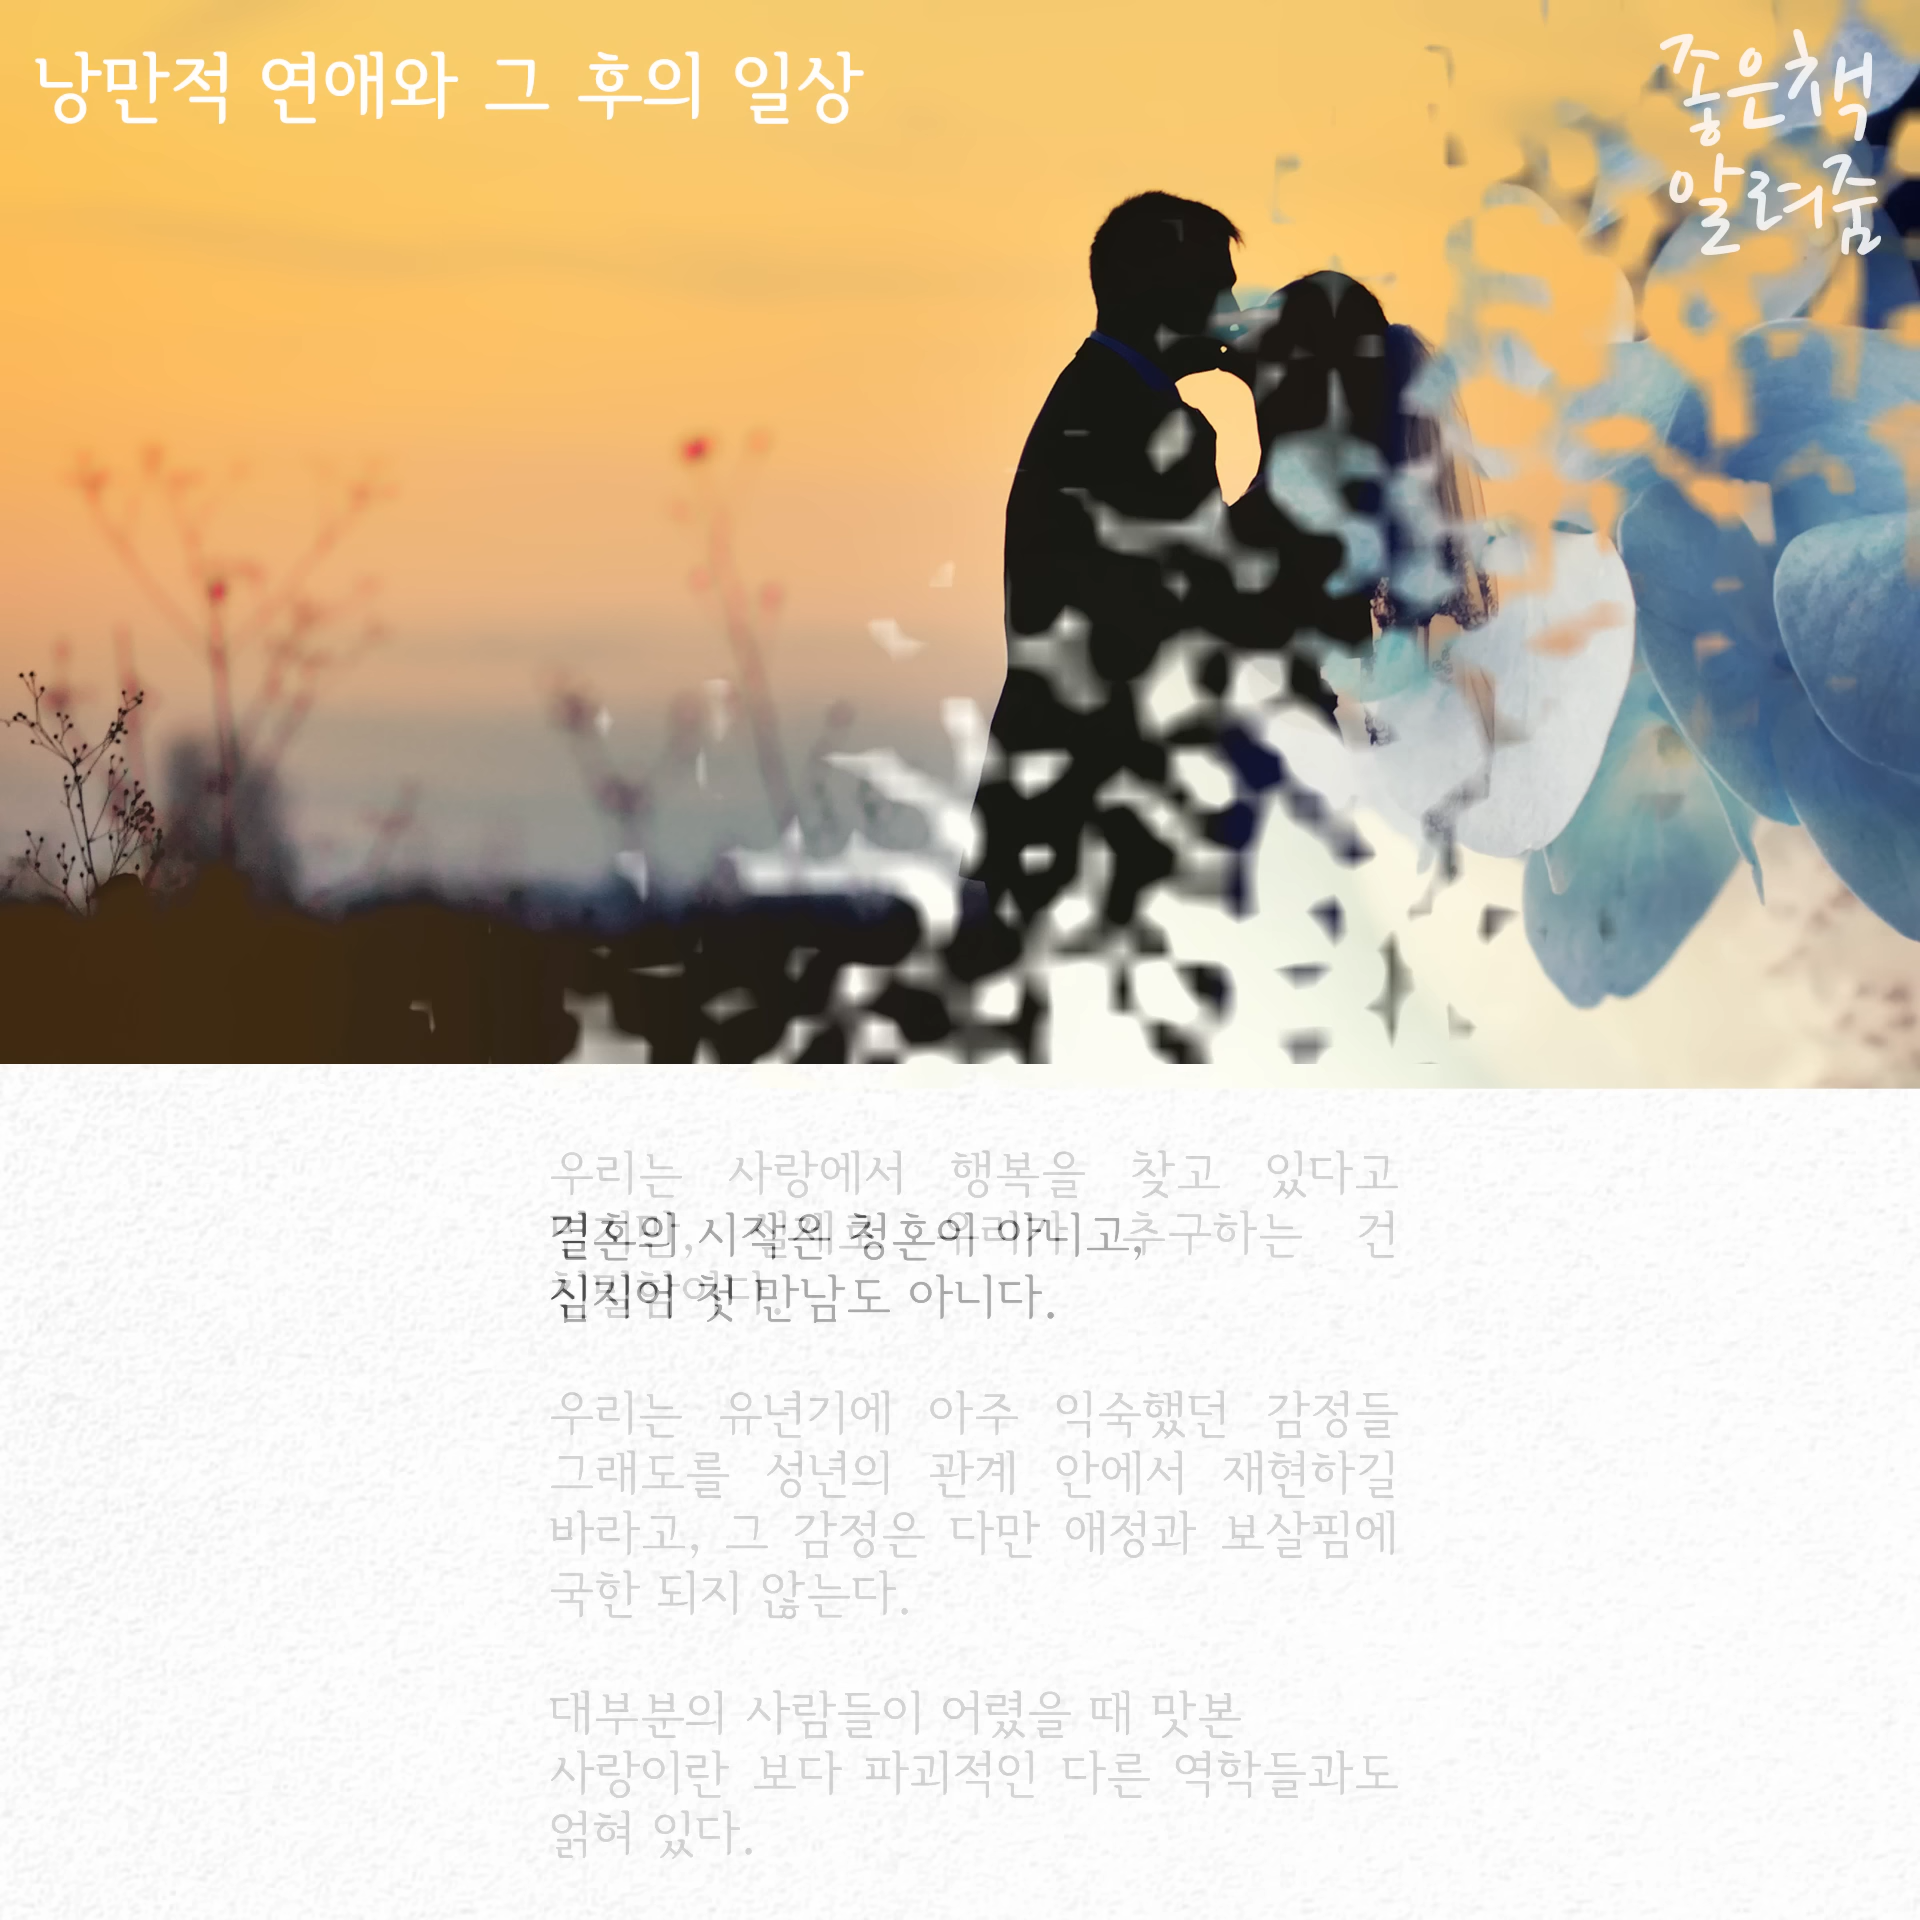 낭만적 연애와 그 후의 일상
좋은책
알려줌
우리는 사랑에서 행복을 찾고 있다고
결혼의 시작은 청혼이 아니고,
추구하는 건
심지어 첫 만남도 아니다.
우리는 유년기에 아주 익숙했던 감정들
그래도를 성년의 관계 안에서 재현하길
바라고, 그 감정은 다만 애정과 보살핌에
국한 되지 않는다.
대부분의 사람들이 어렸을 때 맛본
사랑이란 보다 파괴적인 다른 역학들과도
얽혀 있다.